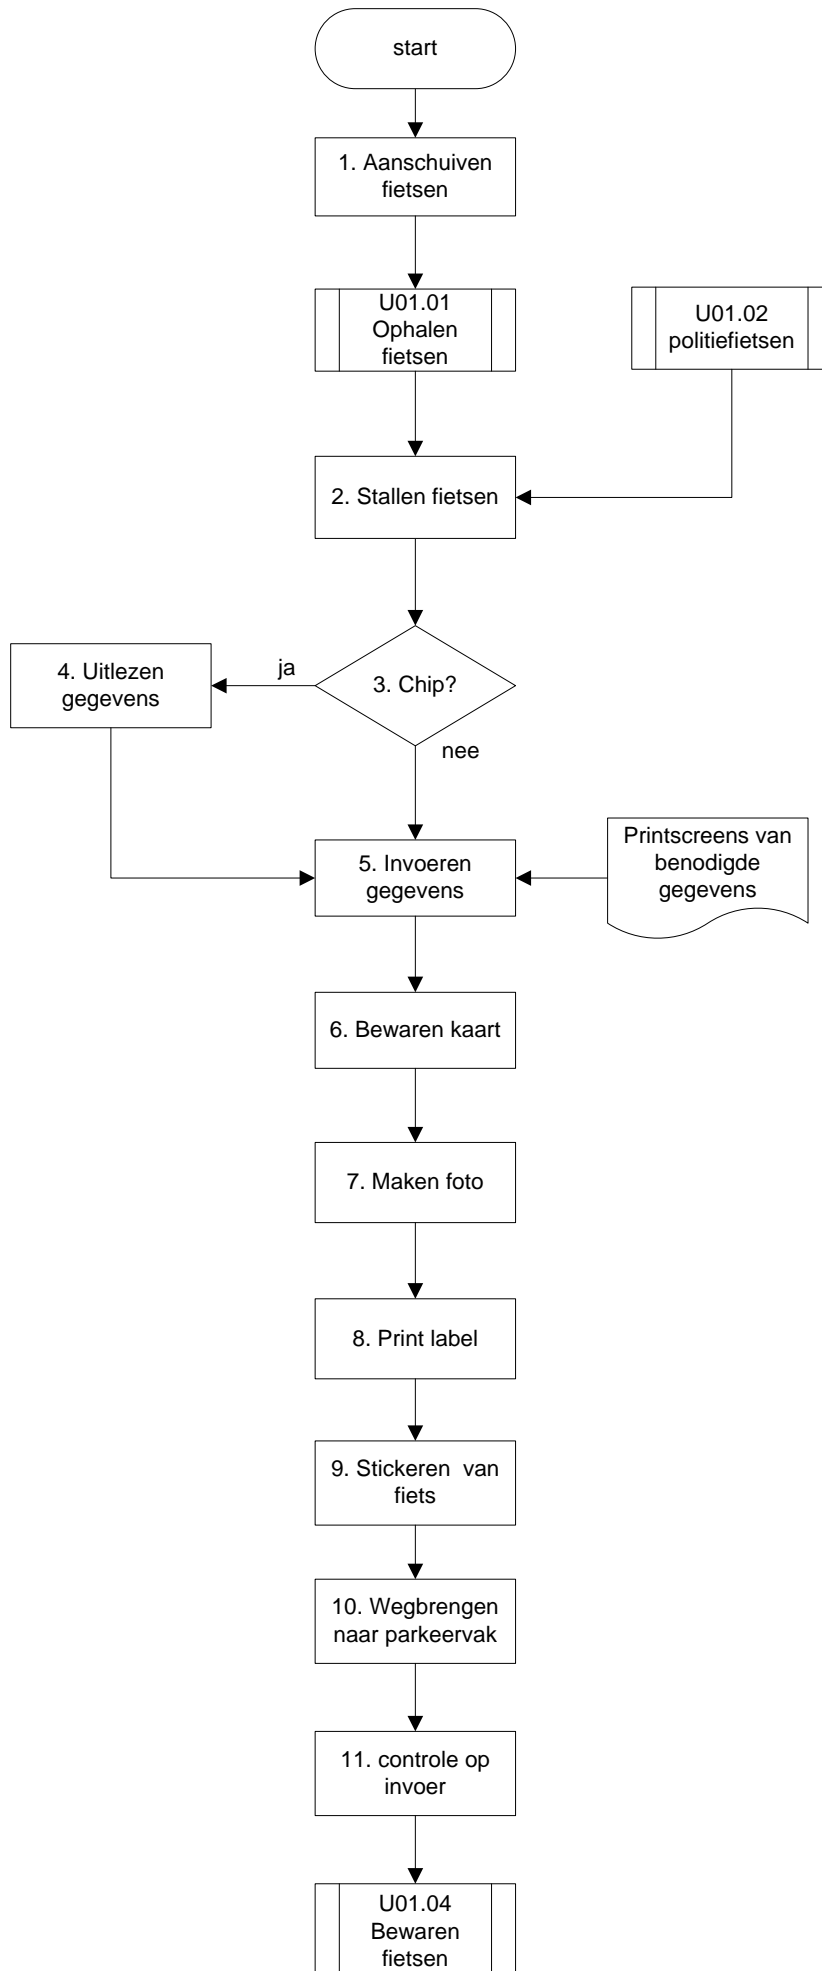 start
1. Aanschuiven
fietsen
U01.01
Ophalen
fietsen
U01.02
politiefietsen
2. Stallen fietsen
3. Chip?
ja
4. Uitlezen
gegevens
nee
5. Invoeren
gegevens
Printscreens van
benodigde
gegevens
6. Bewaren kaart
7. Maken foto
8. Print label
9. Stickeren  van
fiets
10. Wegbrengen
naar parkeervak
11. controle op
invoer
U01.04
Bewaren
fietsen